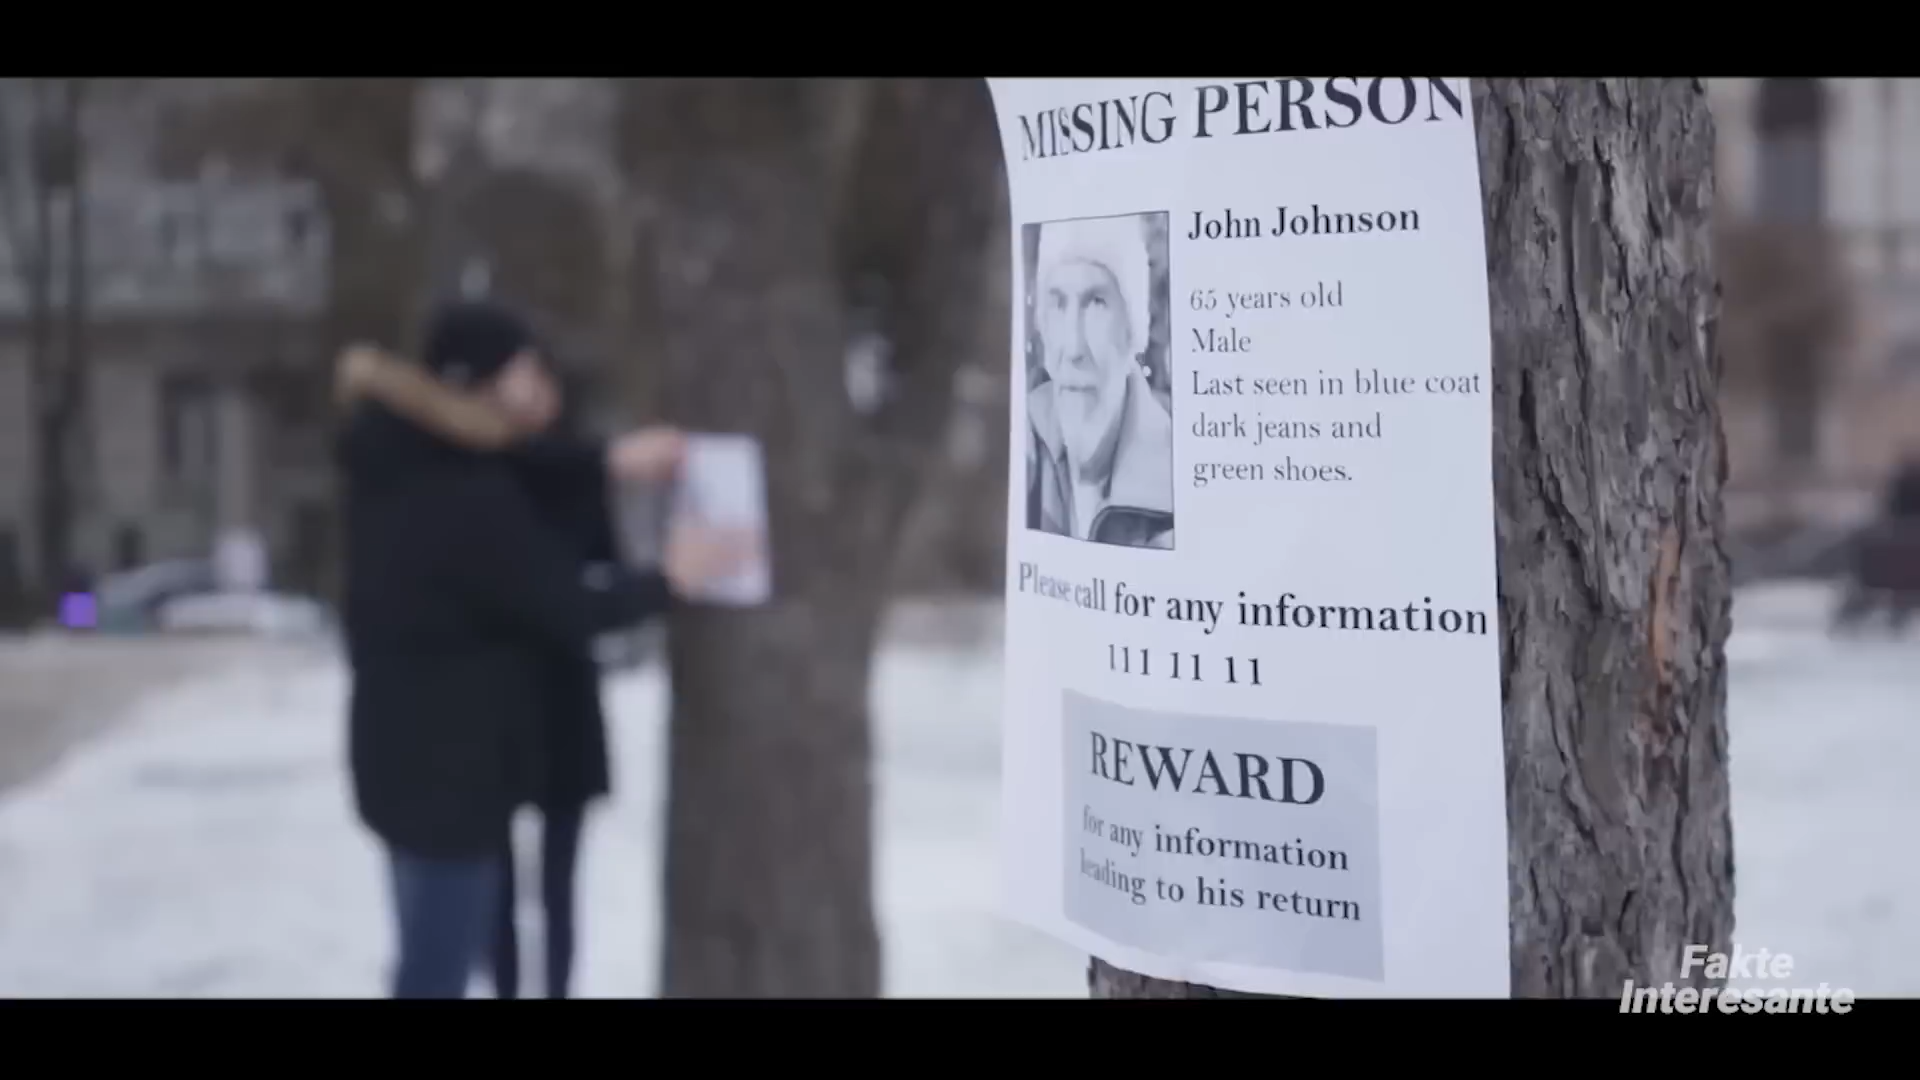 MISSING PERSON
John Johnson
65 years old
Male
Last seen in blue coat
dark jeans and
green shoes.
Please call for any information
111 11 11
REWARD
for any information
leading to his return
Fakte
Interesante